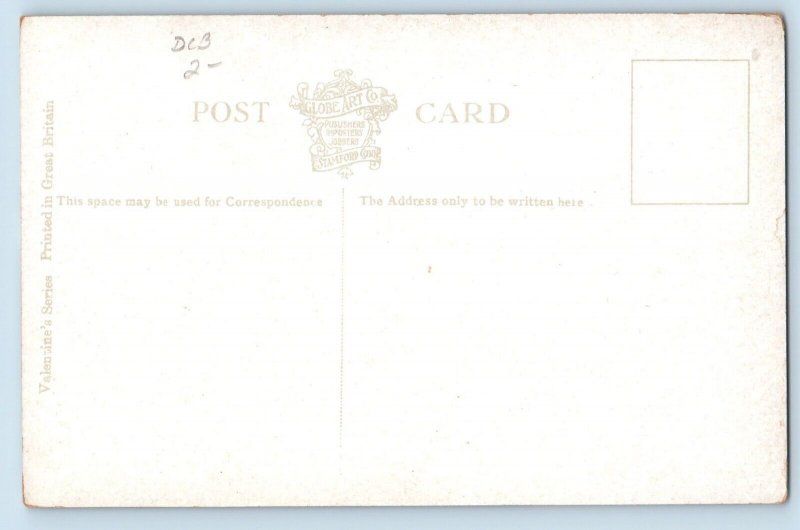 DCB
2-
POST CARD
GLOBE ART Co
PUBLISHERS
IMPORTERS
JOBBERS
STAMFORD CONN
This space may be used for Correspondence
The Address only to be written here
Valentine's Series Printed in Great Britain